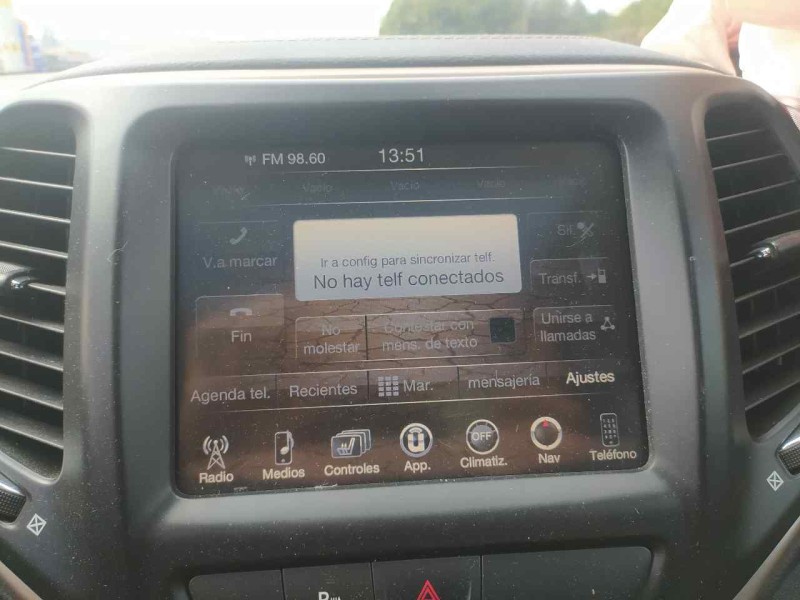 FM 98.60 13:51
Vacío Vacío Vacío Vacío
V.a marcar
Ir a config para sincronizar telf.
No hay telf conectados
Sil
Transf.
Fin
No molestar
Contestar con mens. de texto
Unirse a llamadas
Agenda tel. Recientes Mar. mensajería Ajustes
OFF
Radio Medios Controles App. Climatiz. Nav Teléfono
P